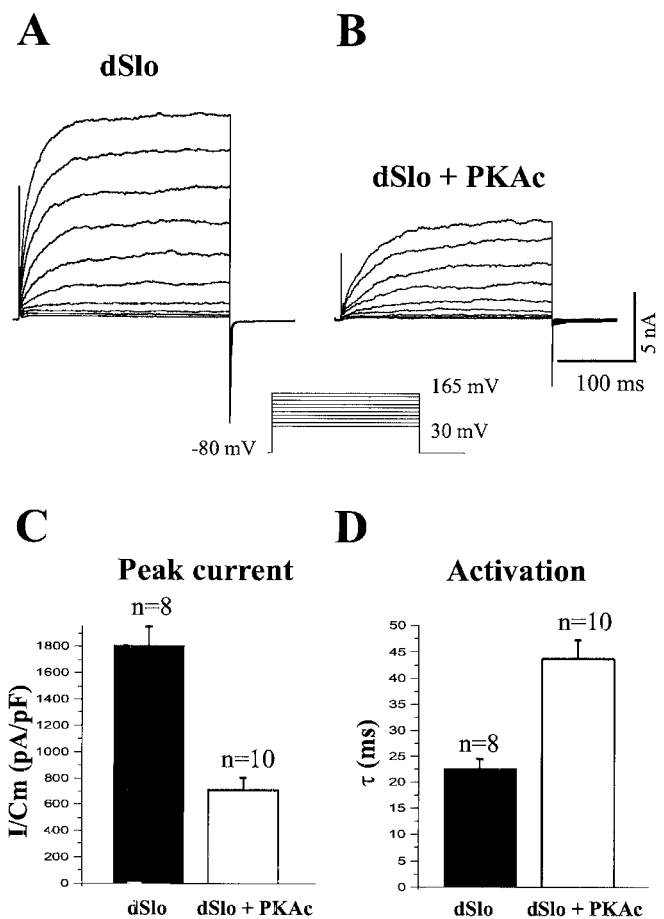 A
B
dSlo
dSlo + PKAc
5 nA
100 ms
165 mV
30 mV
-80 mV
C
D
Peak current
Activation
n=8
n=10
1800
1600
1400
1200
1000
800
600
400
200
0
I/Cm (pA/pF)
dSlo
dSlo + PKAc
n=10
n=8
50
45
40
35
30
25
20
15
10
5
0
τ (ms)
dSlo
dSlo + PKAc